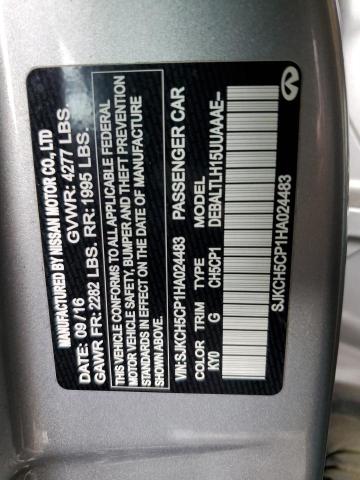 MANUFACTURED BY NISSAN MOTOR CO., LTD
DATE: 09/16 GVWR: 4277 LBS.
GAWR FR: 2282 LBS. RR: 1995 LBS.
THIS VEHICLE CONFORMS TO ALL APPLICABLE FEDERAL
MOTOR VEHICLE SAFETY, BUMPER, AND THEFT PREVENTION
STANDARDS IN EFFECT ON THE DATE OF MANUFACTURE
SHOWN ABOVE.
VIN:SJKCH5CP1HA024483 PASSENGER CAR
COLOR TRIM TYPE MODEL
KY0 G CH5CP1 DEBALTLH15UUAAAE--
SJKCH5CP1HA024483